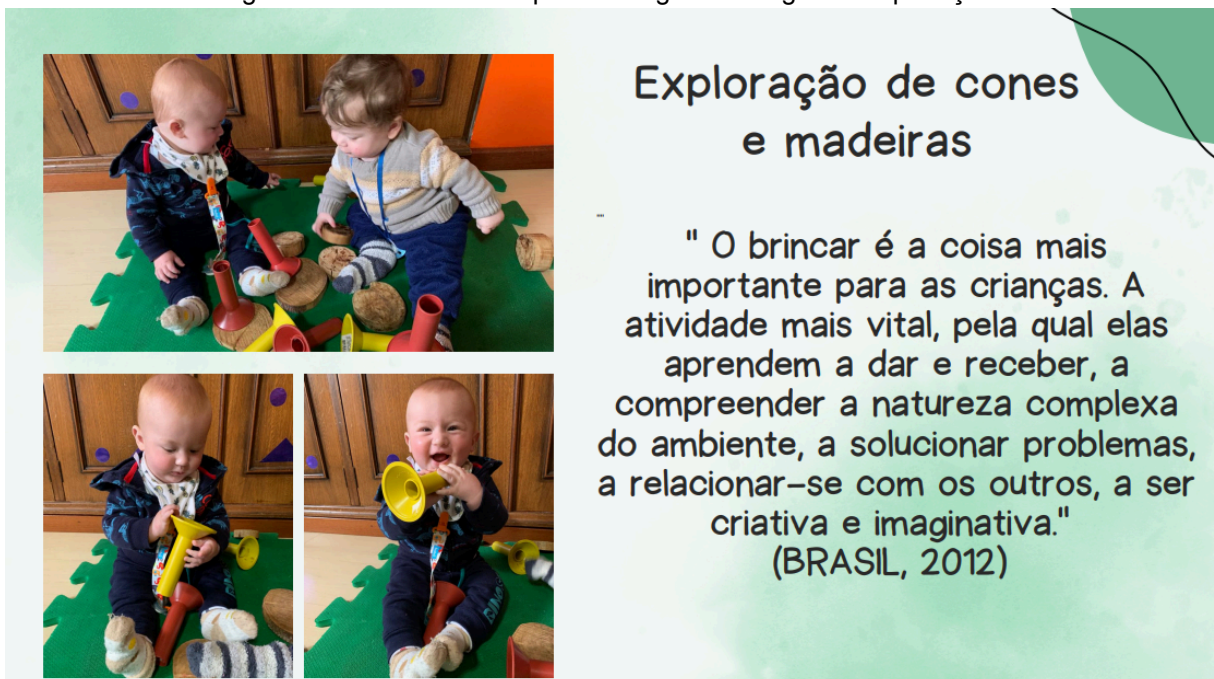 Exploração de cones
e madeiras
" O brincar é a coisa mais
importante para as crianças. A
atividade mais vital, pela qual elas
aprendem a dar e receber, a
compreender a natureza complexa
do ambiente, a solucionar problemas,
a relacionar-se com os outros, a ser
criativa e imaginativa."
(BRASIL, 2012)